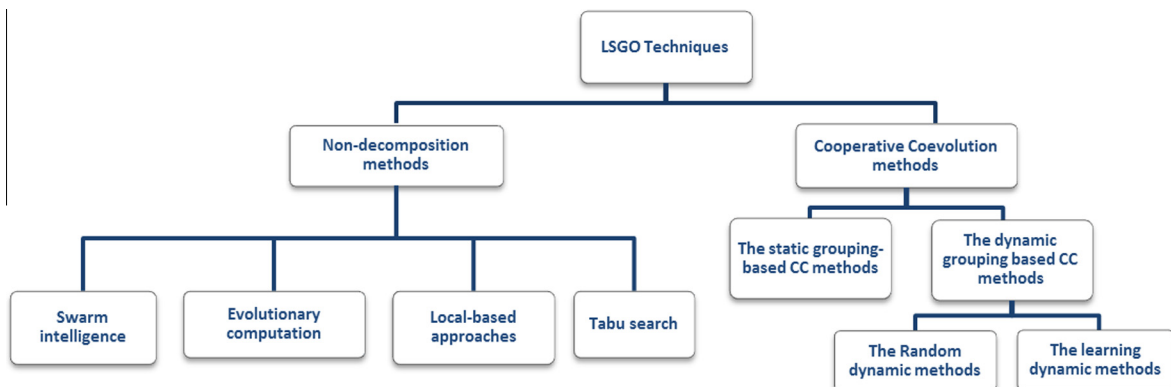 LSGO Techniques
Non-decomposition
methods
Cooperative Coevolution
methods
The static grouping-
based CC methods
The dynamic
grouping based CC
methods
Swarm
intelligence
Evolutionary
computation
Local-based
approaches
Tabu search
The Random
dynamic methods
The learning
dynamic methods